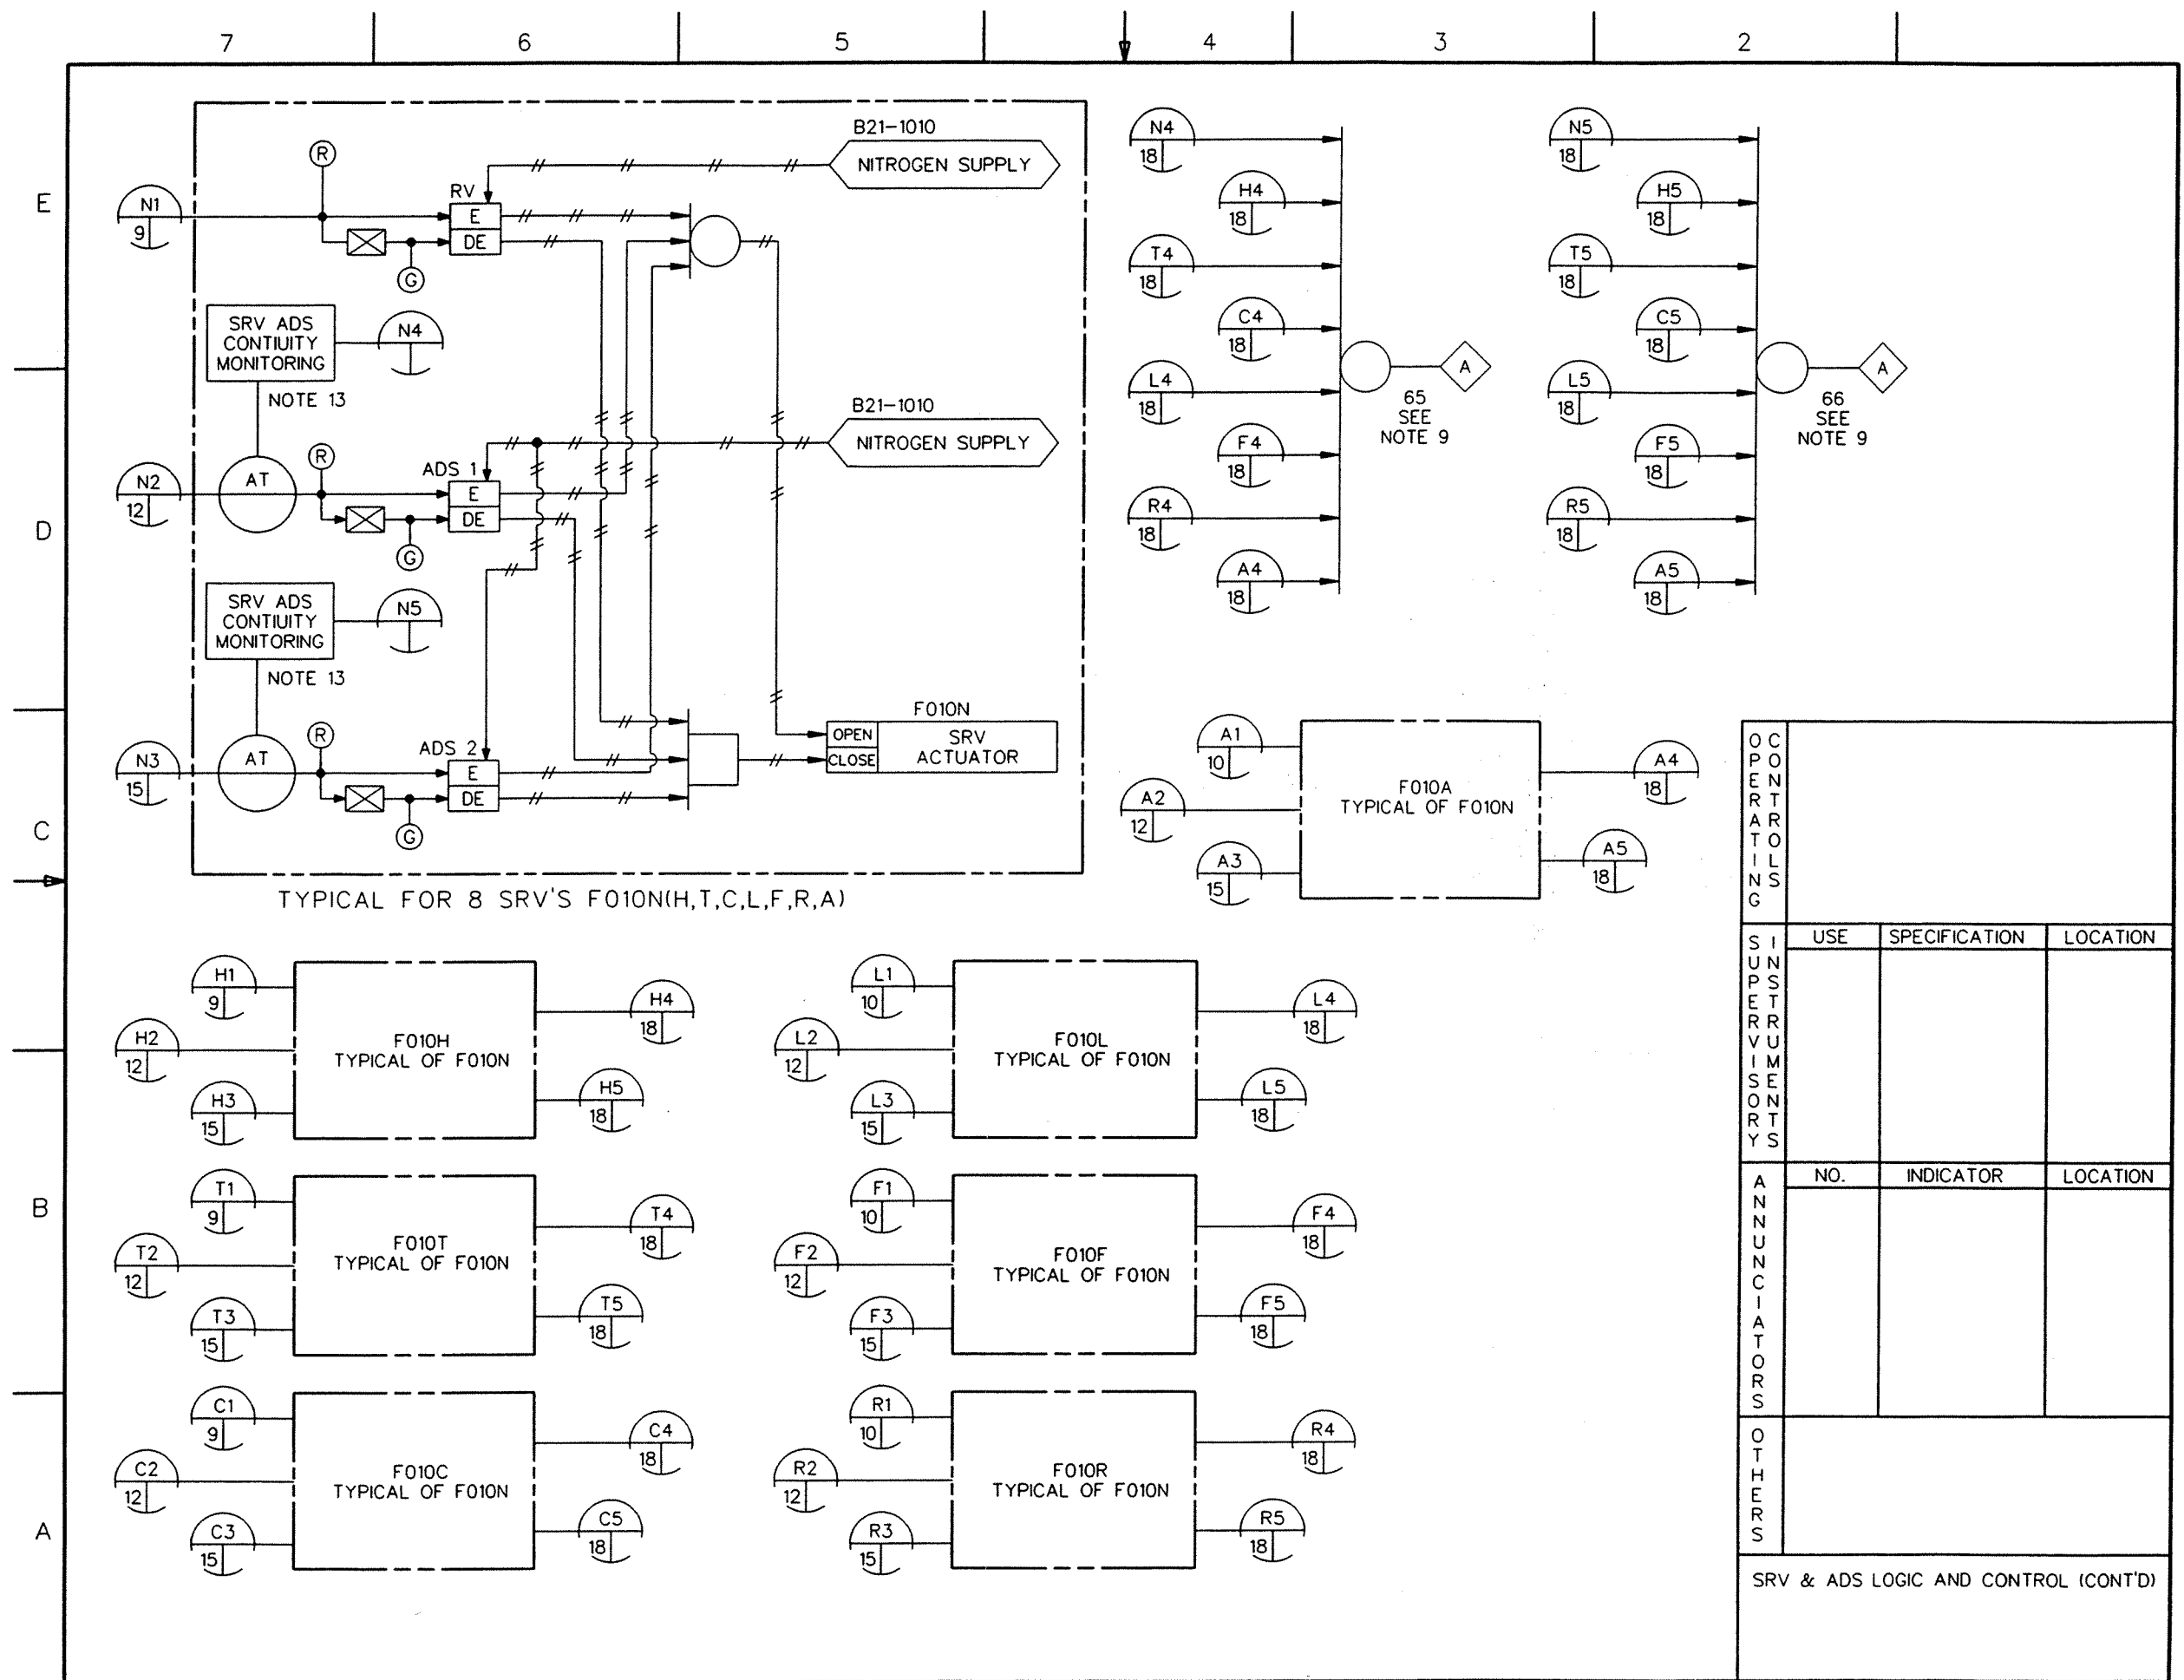 7 6 5 4 3 2
E
D
C
B
A
B21-1010
NITROGEN SUPPLY
R
RV
N1
9
E
DE
G
SRV ADS
CONTIUITY
MONITORING
N4
NOTE 13
B21-1010
NITROGEN SUPPLY
R
ADS 1
N2
12
AT
E
DE
G
SRV ADS
CONTIUITY
MONITORING
N5
NOTE 13
R
ADS 2
N3
15
AT
E
DE
G
F010N
OPEN
CLOSE
SRV
ACTUATOR
TYPICAL FOR 8 SRV'S F010N(H,T,C,L,F,R,A)
N4
18
H4
18
T4
18
C4
18
L4
18
F4
18
R4
18
A4
18
A
65
SEE
NOTE 9
N5
18
H5
18
T5
18
C5
18
L5
18
F5
18
R5
18
A5
18
A
66
SEE
NOTE 9
A1
10
A2
12
A3
15
F010A
TYPICAL OF F010N
A4
18
A5
18
H1
9
H2
12
H3
15
F010H
TYPICAL OF F010N
H4
18
H5
18
L1
10
L2
12
L3
15
F010L
TYPICAL OF F010N
L4
18
L5
18
T1
9
T2
12
T3
15
F010T
TYPICAL OF F010N
T4
18
T5
18
F1
10
F2
12
F3
15
F010F
TYPICAL OF F010N
F4
18
F5
18
C1
9
C2
12
C3
15
F010C
TYPICAL OF F010N
C4
18
C5
18
R1
10
R2
12
R3
15
F010R
TYPICAL OF F010N
R4
18
R5
18
OPERATING
CONTROLS
SUPERVISORY
INSTRUMENTS
USE SPECIFICATION LOCATION
ANNUNCIATORS
NO. INDICATOR LOCATION
OTHERS
SRV & ADS LOGIC AND CONTROL (CONT'D)